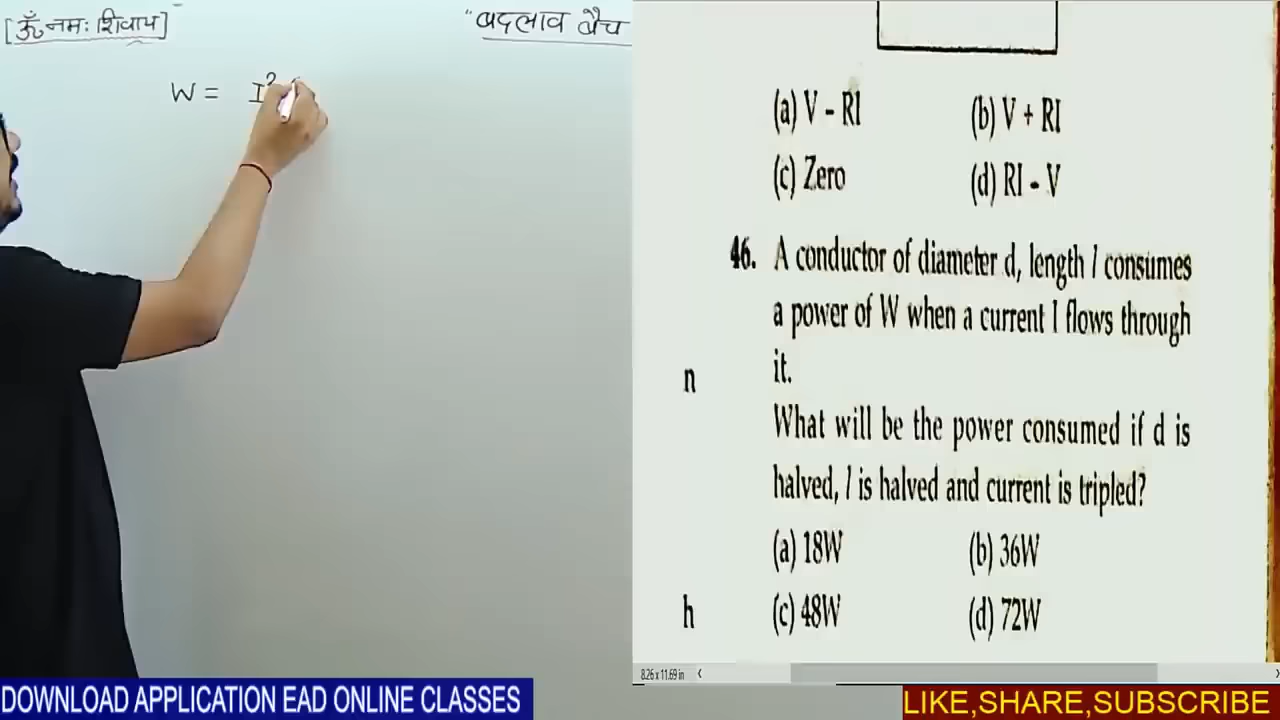 [ॐ नमः शिवाय]
"बदलाव बैच
W = I²
(a) V - RI (b) V + RI
(c) Zero (d) RI - V
46. A conductor of diameter d, length l consumes
a power of W when a current I flows through
it.
n
What will be the power consumed if d is
halved, l is halved and current is tripled?
(a) 18W (b) 36W
h (c) 48W (d) 72W
8.26 x 11.69 in
DOWNLOAD APPLICATION EAD ONLINE CLASSES
LIKE,SHARE,SUBSCRIBE